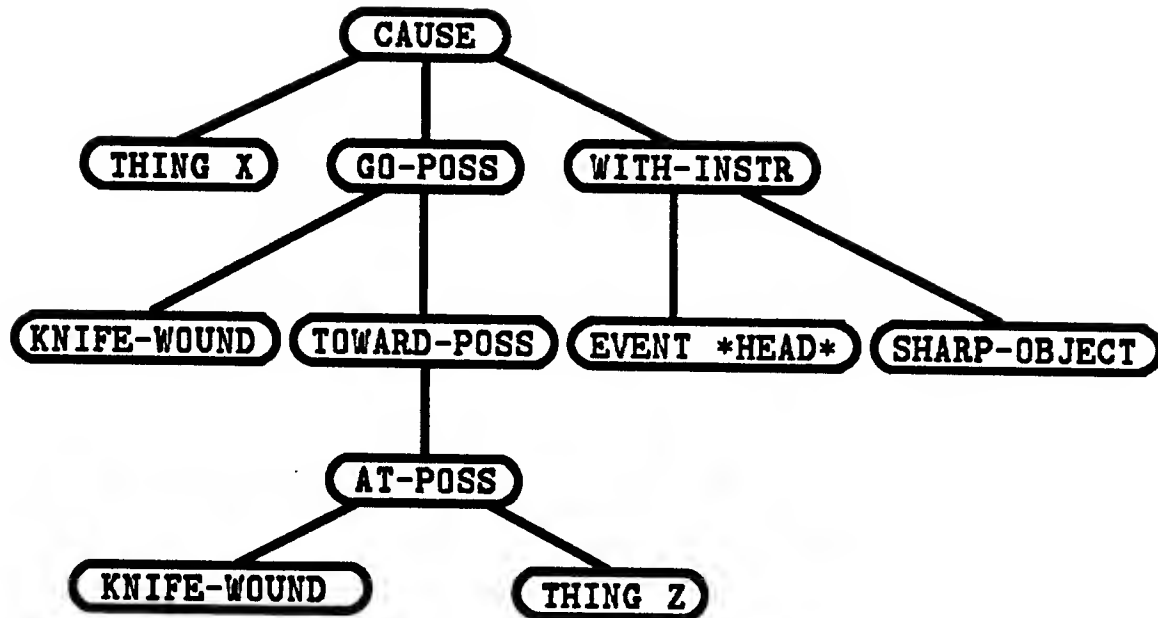 CAUSE
THING X
GO-POSS
WITH-INSTR
KNIFE-WOUND
TOWARD-POSS
EVENT *HEAD*
SHARP-OBJECT
AT-POSS
KNIFE-WOUND
THING Z